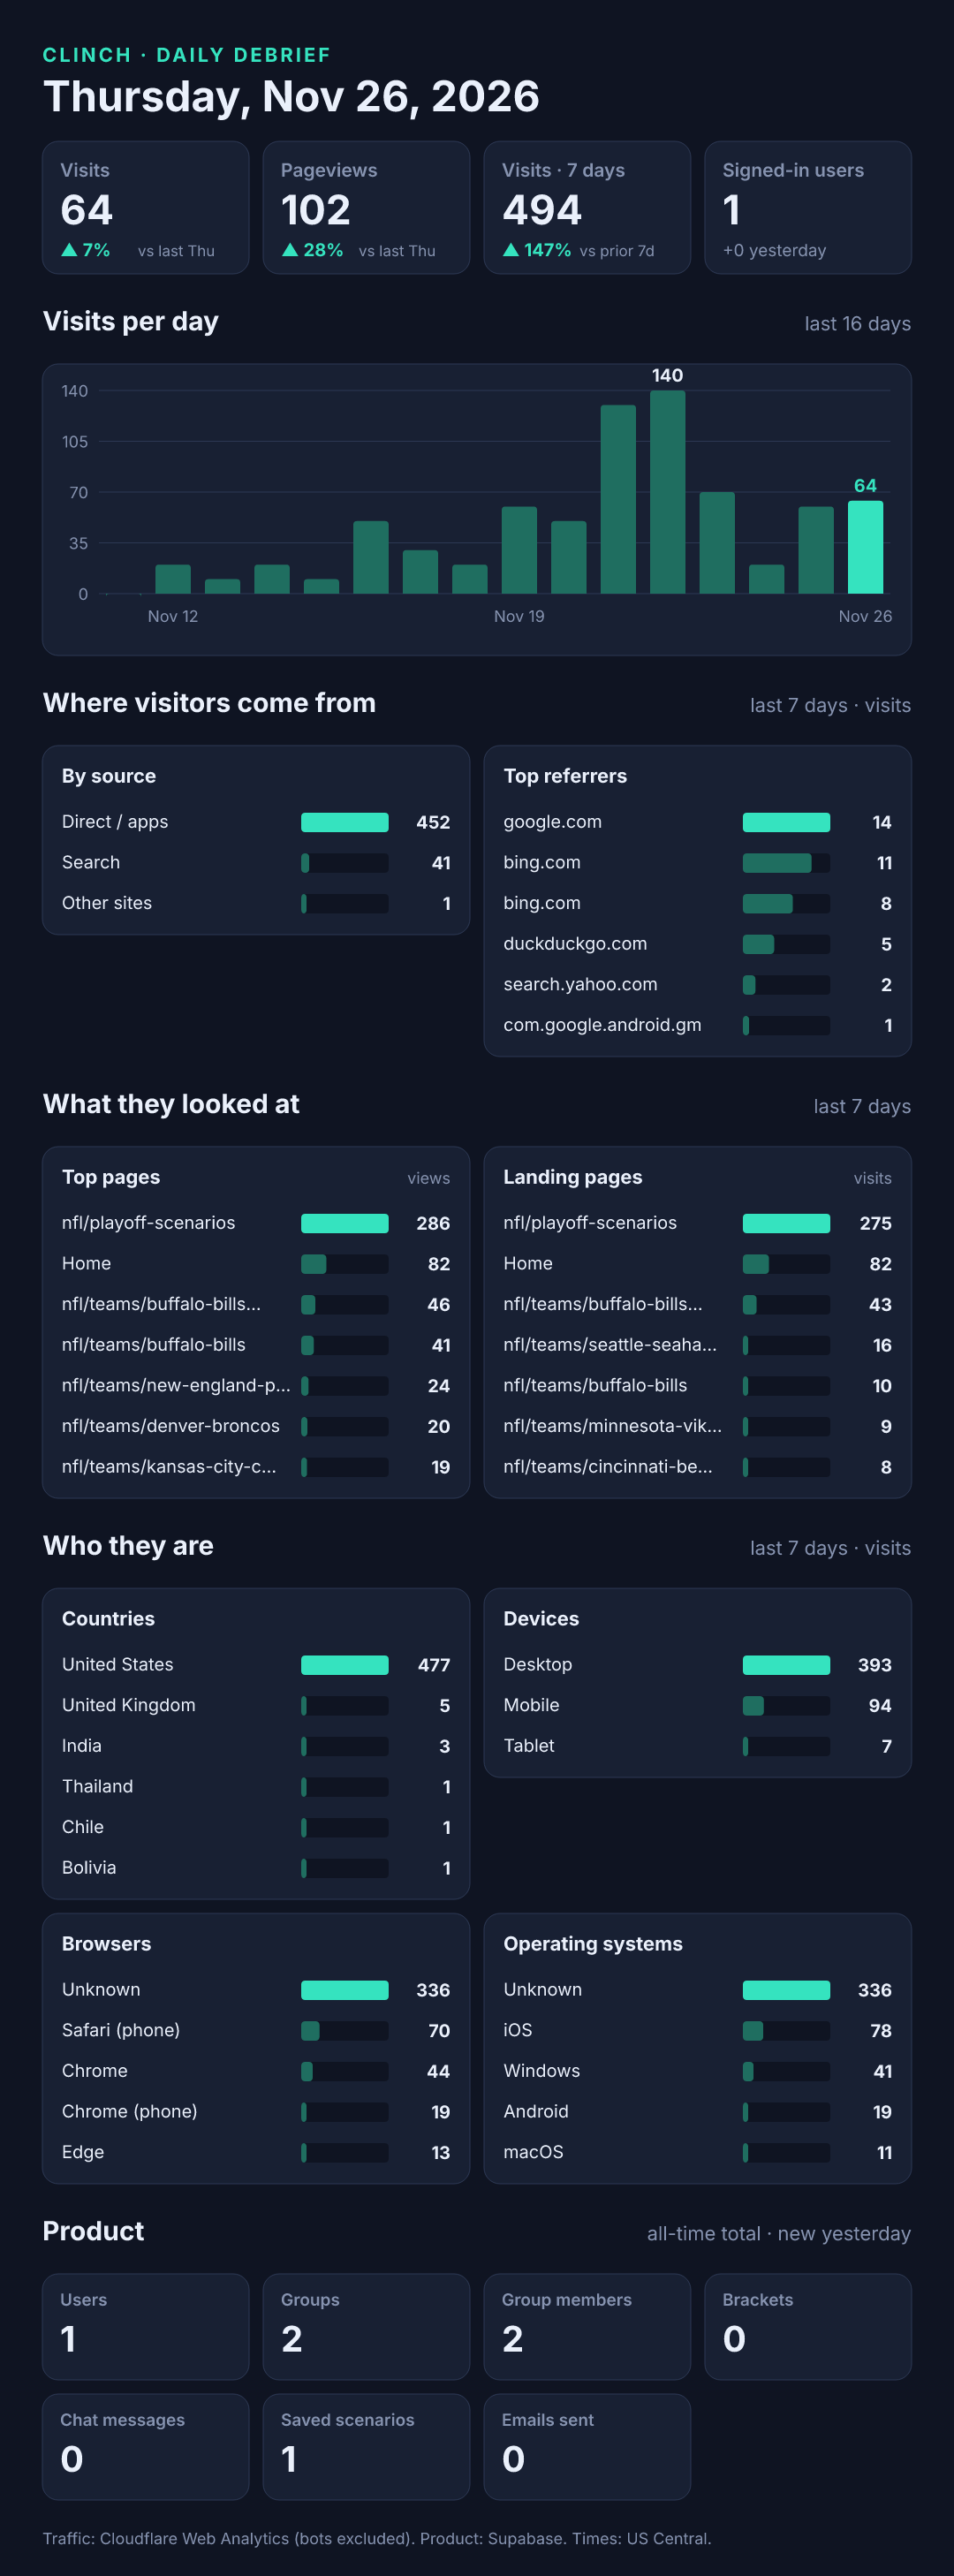 CLINCH · DAILY DEBRIEF
Thursday, Nov 26, 2026
Visits
64
▲ 7% vs last Thu
Pageviews
102
▲ 28% vs last Thu
Visits · 7 days
494
▲ 147% vs prior 7d
Signed-in users
1
+0 yesterday
Visits per day
last 16 days
140
105
70
35
0
140
64
Nov 12
Nov 19
Nov 26
Where visitors come from
last 7 days · visits
By source
Direct / apps 452
Search 41
Other sites 1
Top referrers
google.com 14
bing.com 11
bing.com 8
duckduckgo.com 5
search.yahoo.com 2
com.google.android.gm 1
What they looked at
last 7 days
Top pages views
nfl/playoff-scenarios 286
Home 82
nfl/teams/buffalo-bills... 46
nfl/teams/buffalo-bills 41
nfl/teams/new-england-p... 24
nfl/teams/denver-broncos 20
nfl/teams/kansas-city-c... 19
Landing pages visits
nfl/playoff-scenarios 275
Home 82
nfl/teams/buffalo-bills... 43
nfl/teams/seattle-seaha... 16
nfl/teams/buffalo-bills 10
nfl/teams/minnesota-vik... 9
nfl/teams/cincinnati-be... 8
Who they are
last 7 days · visits
Countries
United States 477
United Kingdom 5
India 3
Thailand 1
Chile 1
Bolivia 1
Devices
Desktop 393
Mobile 94
Tablet 7
Browsers
Unknown 336
Safari (phone) 70
Chrome 44
Chrome (phone) 19
Edge 13
Operating systems
Unknown 336
iOS 78
Windows 41
Android 19
macOS 11
Product
all-time total · new yesterday
Users
1
Groups
2
Group members
2
Brackets
0
Chat messages
0
Saved scenarios
1
Emails sent
0
Traffic: Cloudflare Web Analytics (bots excluded). Product: Supabase. Times: US Central.